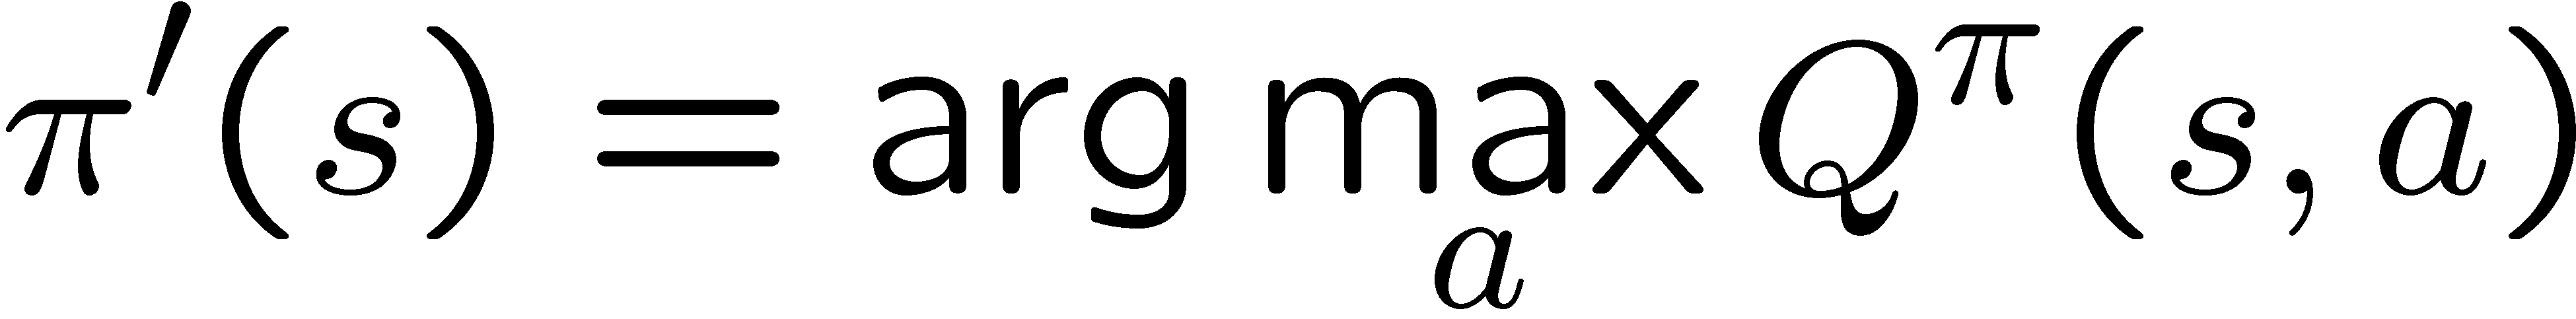 π′(s) = arg max_a Q^π(s, a)